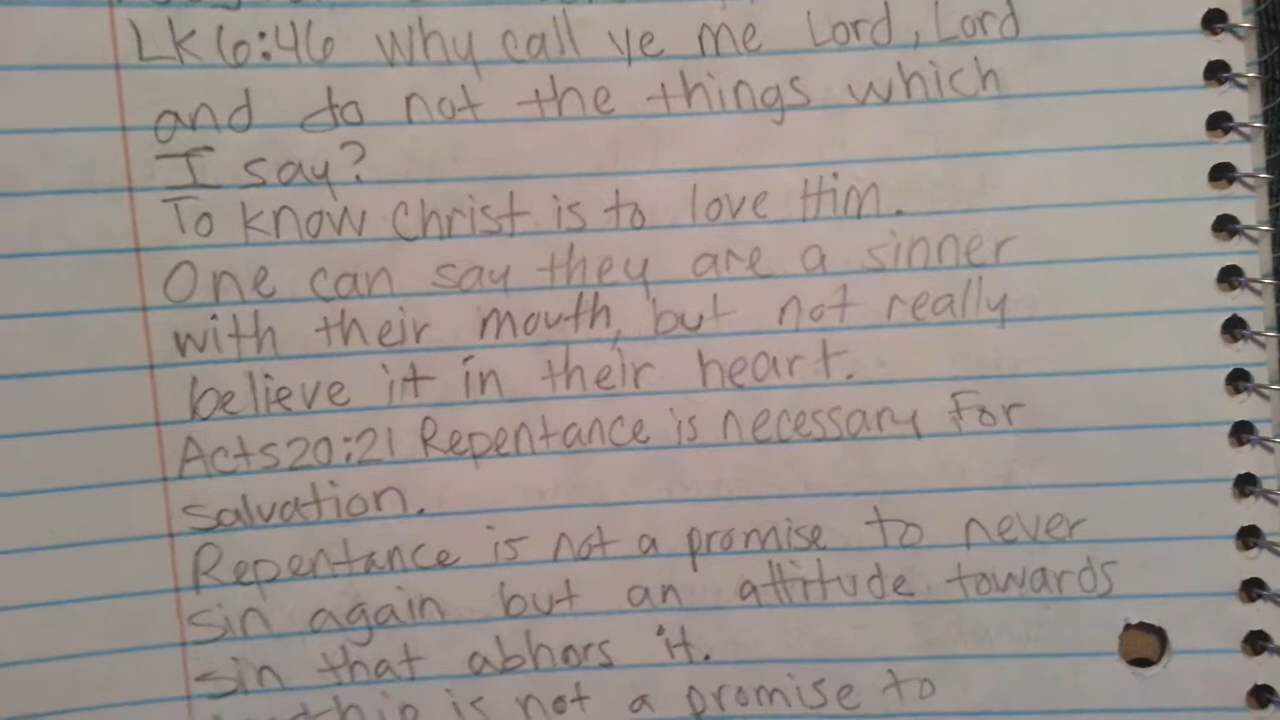 Lk 6:46 Why call ye me Lord, Lord
and do not the things which
I say?
To know Christ is to love Him.
One can say they are a sinner
with their mouth, but not really
believe it in their heart.
Acts 20:21 Repentance is necessary for
salvation.
Repentance is not a promise to never
sin again but an attitude towards
sin that abhors it.
is not a promise to